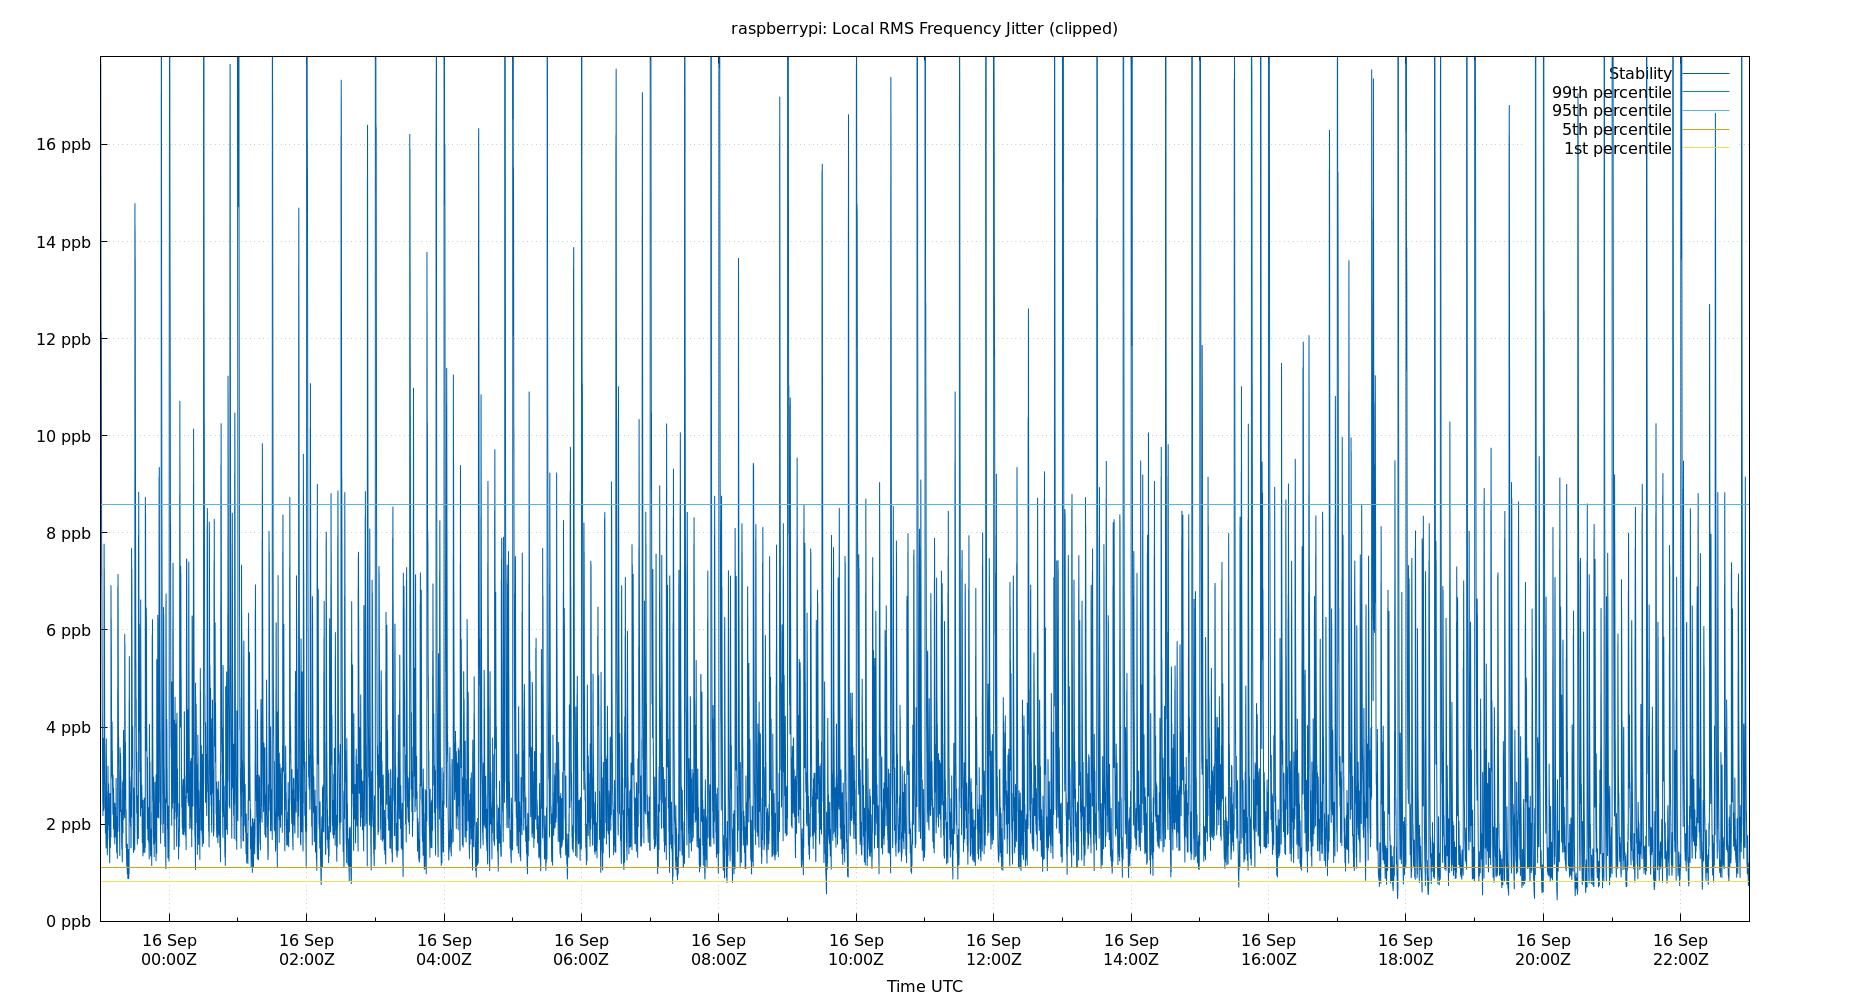 raspberrypi: Local RMS Frequency Jitter (clipped)
Stability
99th percentile
95th percentile
5th percentile
1st percentile
16 ppb
14 ppb
12 ppb
10 ppb
8 ppb
6 ppb
4 ppb
2 ppb
0 ppb
16 Sep 16 Sep 16 Sep 16 Sep 16 Sep 16 Sep 16 Sep 16 Sep 16 Sep 16 Sep 16 Sep 16 Sep
00:00Z 02:00Z 04:00Z 06:00Z 08:00Z 10:00Z 12:00Z 14:00Z 16:00Z 18:00Z 20:00Z 22:00Z
Time UTC